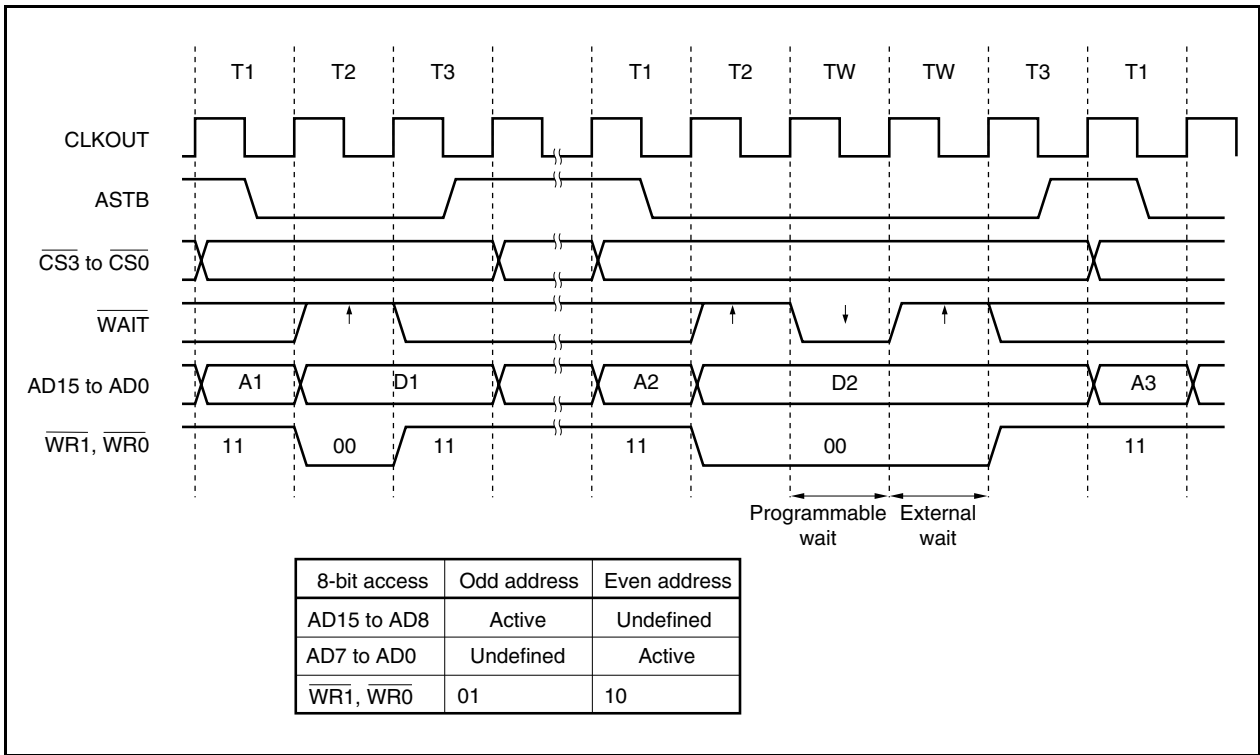 T1 T2 T3 T1 T2 TW TW T3 T1
CLKOUT
ASTB
CS3 to CS0
WAIT
AD15 to AD0 A1 D1 A2 D2 A3
WR1, WR0 11 00 11 11 00 11
Programmable wait
External wait
8-bit access Odd address Even address
AD15 to AD8 Active Undefined
AD7 to AD0 Undefined Active
WR1, WR0 01 10